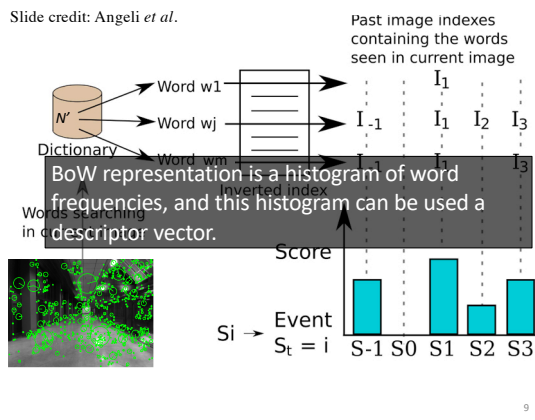 Slide credit: Angeli et al.
Past image indexes
containing the words
seen in current image
Word w1
I1
N'
Word wj
I-1 I1 I2 I3
Dictionary
Word wm
I-1 I1 I3
BoW representation is a histogram of word
frequencies, and this histogram can be used a
descriptor vector.
Inverted index
Words searching
in
Score
Si
Event
St = i
S-1 S0 S1 S2 S3
9